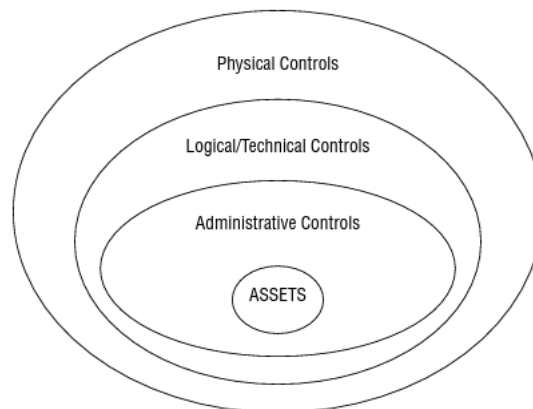 Physical Controls
Logical/Technical Controls
Administrative Controls
ASSETS